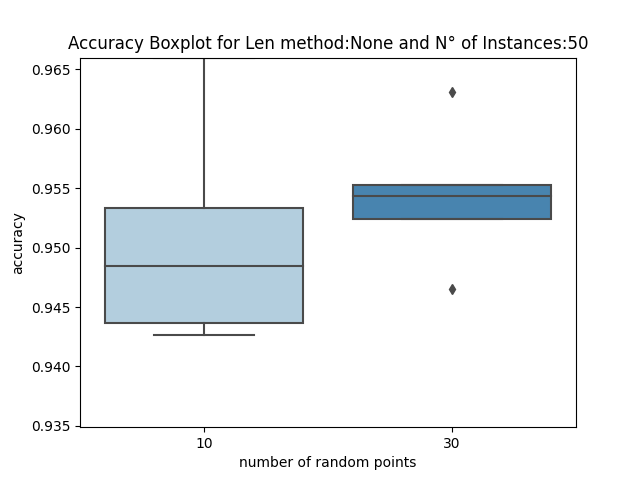 Accuracy Boxplot for Len method:None and N° of Instances:50
0.965
0.960
0.955
0.950
0.945
0.940
0.935
accuracy
10 30
number of random points